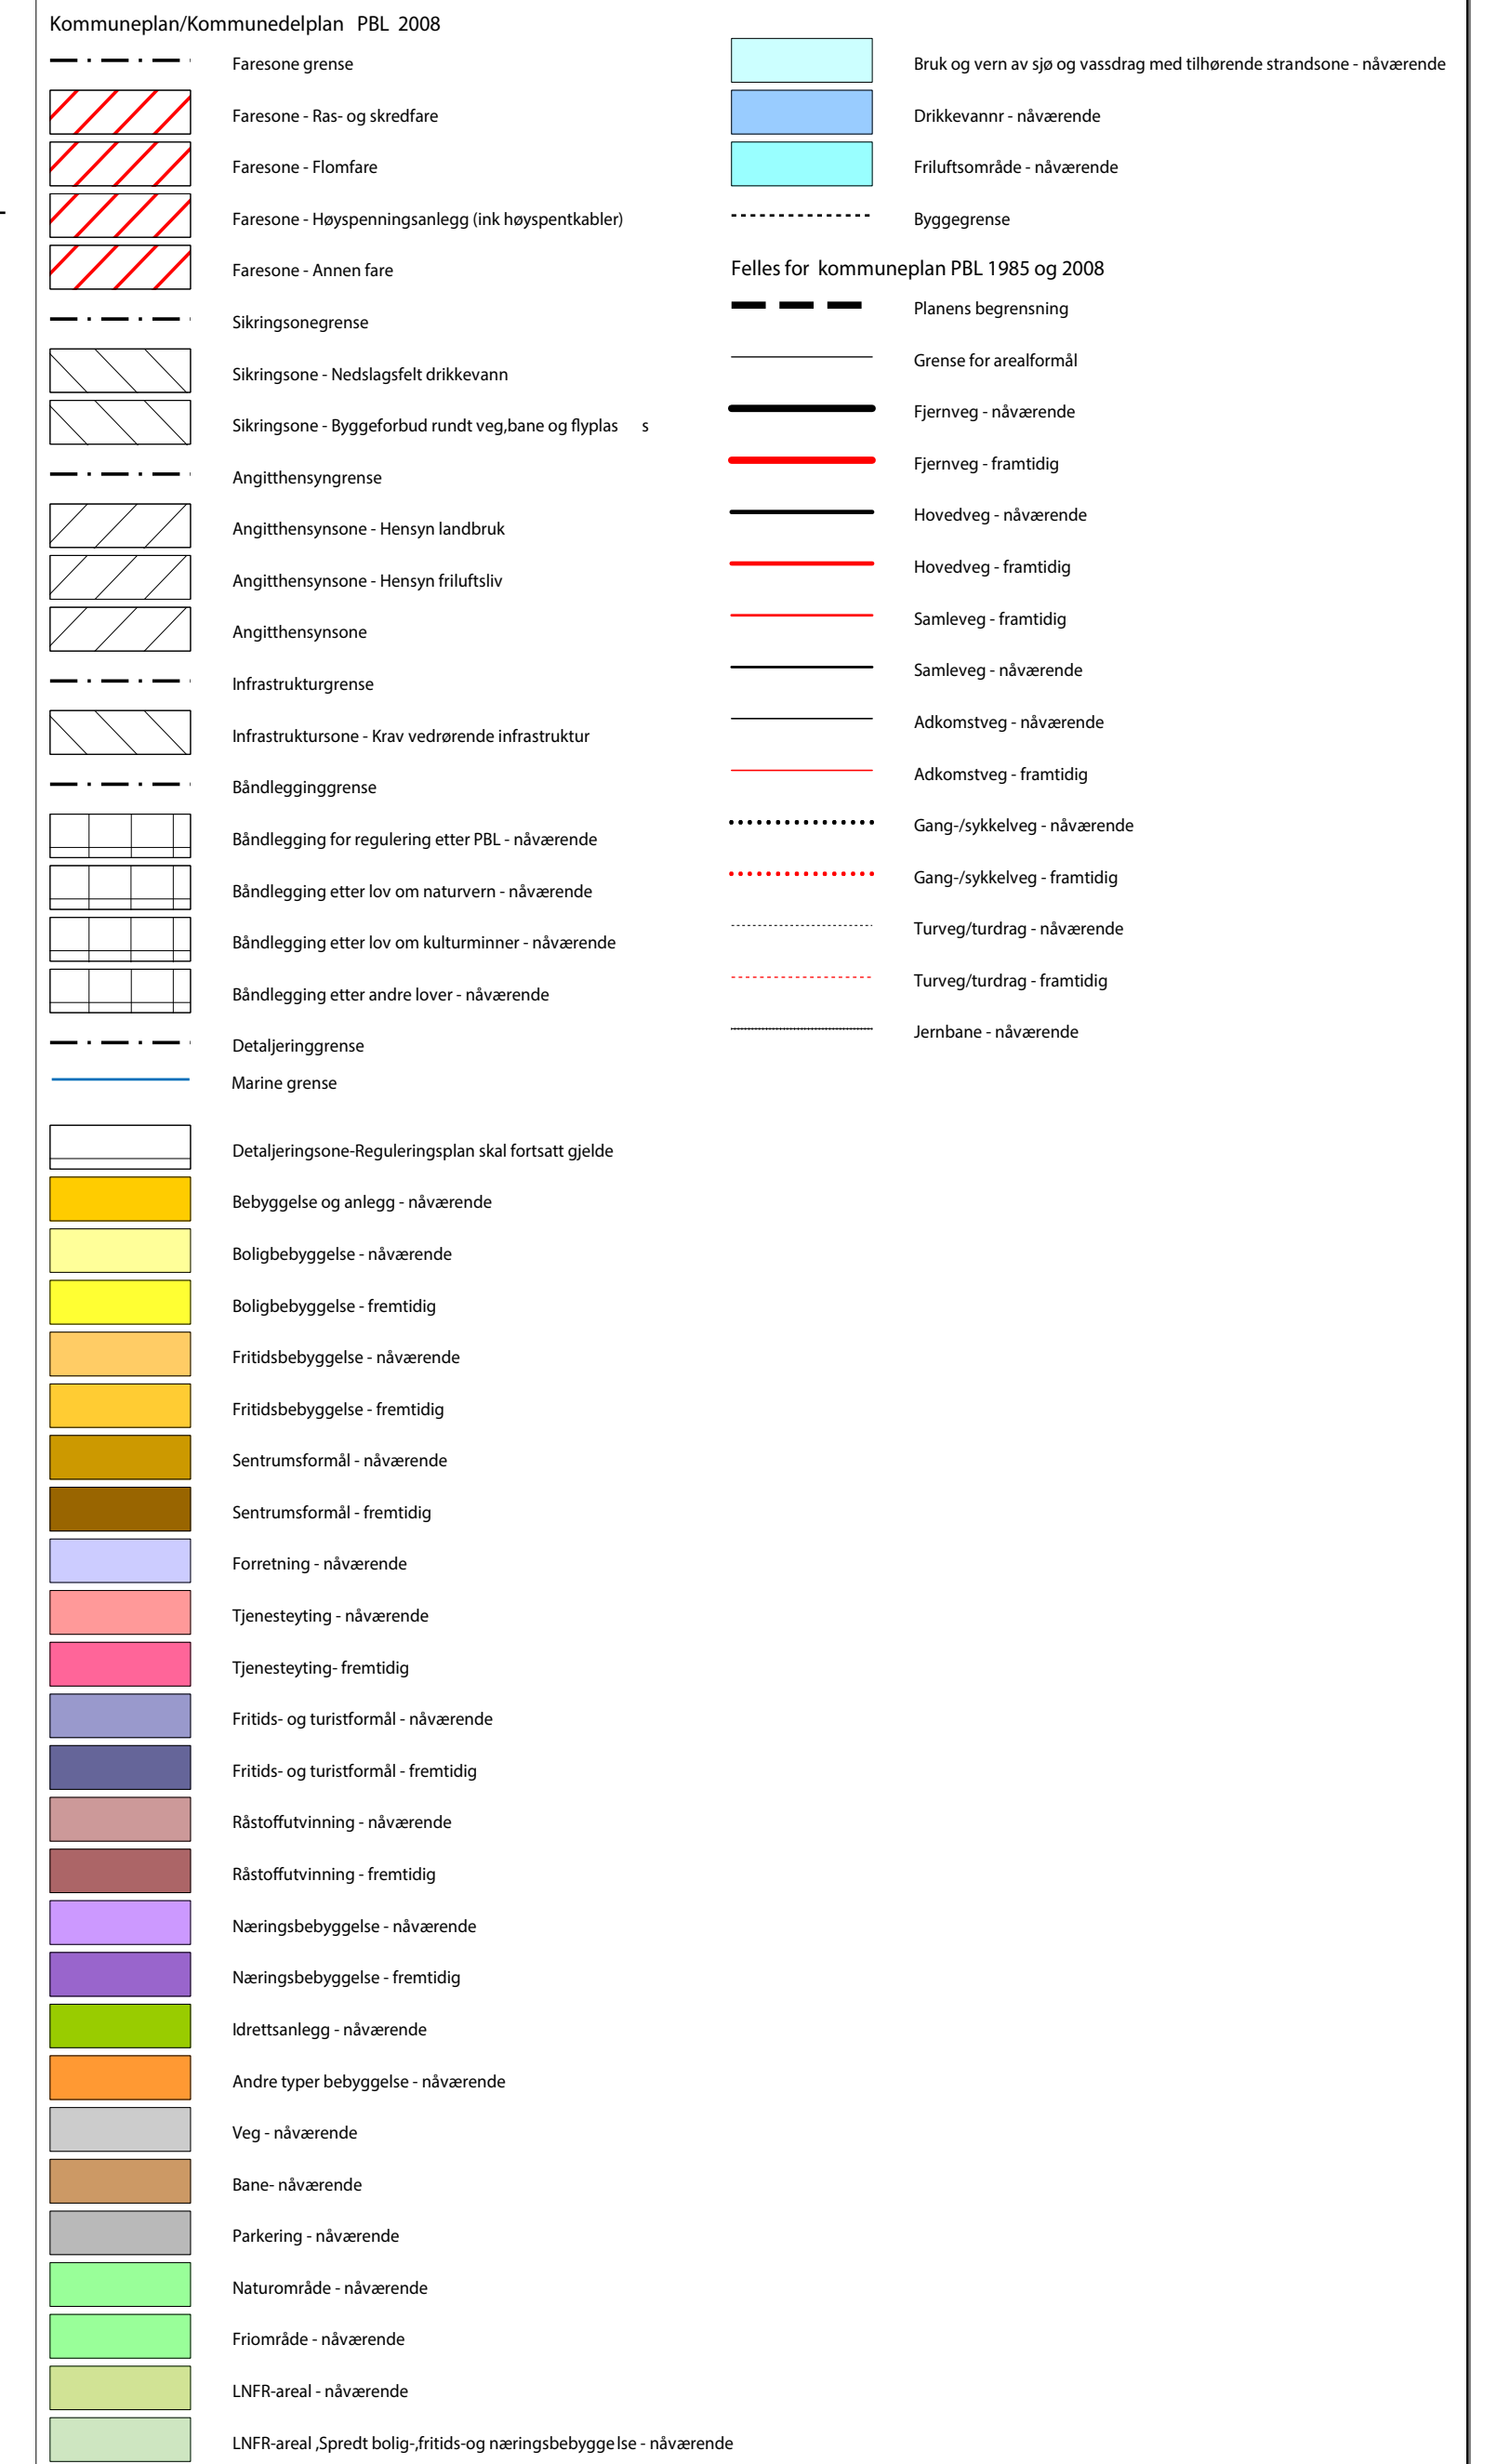 Kommuneplan/Kommunedelplan PBL 2008
Faresone grense
Faresone - Ras- og skredfare
Faresone - Flomfare
Faresone - Høyspenningsanlegg (ink høyspentkabler)
Faresone - Annen fare
Sikringsonegrense
Sikringsone - Nedslagsfelt drikkevann
Sikringsone - Byggeforbud rundt veg,bane og flyplas s
Angitthensyngrense
Angitthensynsone - Hensyn landbruk
Angitthensynsone - Hensyn friluftsliv
Angitthensynsone
Infrastrukturgrense
Infrastruktursone - Krav vedrørende infrastruktur
Båndlegginggrense
Båndlegging for regulering etter PBL - nåværende
Båndlegging etter lov om naturvern - nåværende
Båndlegging etter lov om kulturminner - nåværende
Båndlegging etter andre lover - nåværende
Detaljeringgrense
Marine grense
Detaljeringsone-Reguleringsplan skal fortsatt gjelde
Bebyggelse og anlegg - nåværende
Boligbebyggelse - nåværende
Boligbebyggelse - fremtidig
Fritidsbebyggelse - nåværende
Fritidsbebyggelse - fremtidig
Sentrumsformål - nåværende
Sentrumsformål - fremtidig
Forretning - nåværende
Tjenesteyting - nåværende
Tjenesteyting- fremtidig
Fritids- og turistformål - nåværende
Fritids- og turistformål - fremtidig
Råstoffutvinning - nåværende
Råstoffutvinning - fremtidig
Næringsbebyggelse - nåværende
Næringsbebyggelse - fremtidig
Idrettsanlegg - nåværende
Andre typer bebyggelse - nåværende
Veg - nåværende
Bane- nåværende
Parkering - nåværende
Naturområde - nåværende
Friområde - nåværende
LNFR-areal - nåværende
LNFR-areal ,Spredt bolig-,fritids-og næringsbebyggelse - nåværende
Bruk og vern av sjø og vassdrag med tilhørende strandsone - nåværende
Drikkevannr - nåværende
Friluftsområde - nåværende
Byggegrense
Felles for kommuneplan PBL 1985 og 2008
Planens begrensning
Grense for arealformål
Fjernveg - nåværende
Fjernveg - framtidig
Hovedveg - nåværende
Hovedveg - framtidig
Samleveg - framtidig
Samleveg - nåværende
Adkomstveg - nåværende
Adkomstveg - framtidig
Gang-/sykkelveg - nåværende
Gang-/sykkelveg - framtidig
Turveg/turdrag - nåværende
Turveg/turdrag - framtidig
Jernbane - nåværende